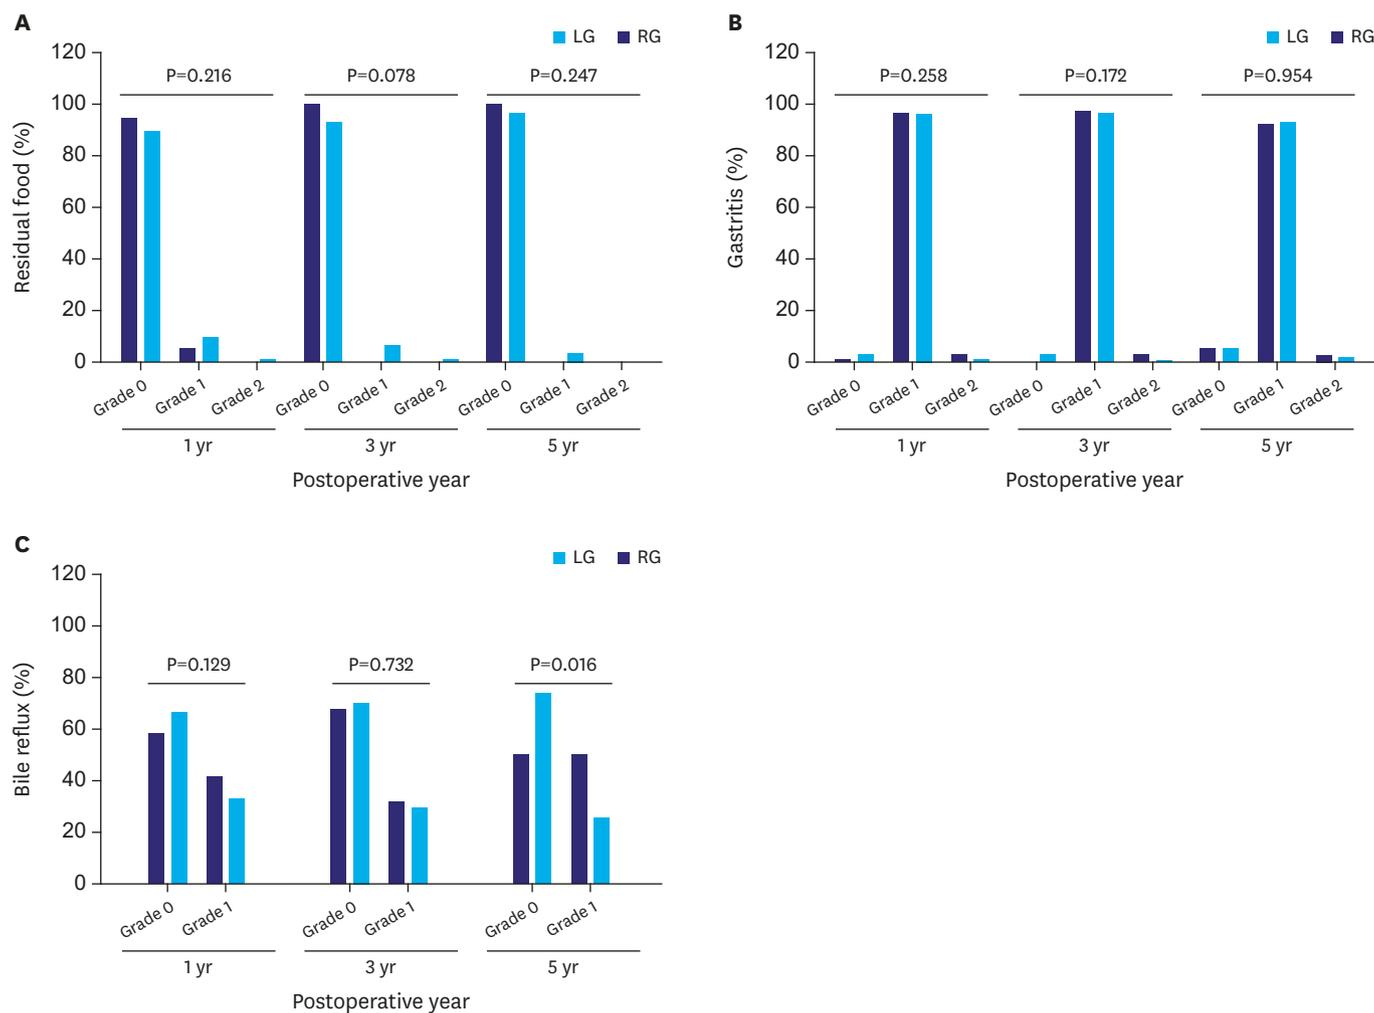 A
LG RG
120
100
80
60
40
20
0
Residual food (%)
P=0.216 P=0.078 P=0.247
Grade 0 Grade 1 Grade 2 Grade 0 Grade 1 Grade 2 Grade 0 Grade 1 Grade 2
1 yr 3 yr 5 yr
Postoperative year
B
LG RG
120
100
80
60
40
20
0
Gastritis (%)
P=0.258 P=0.172 P=0.954
Grade 0 Grade 1 Grade 2 Grade 0 Grade 1 Grade 2 Grade 0 Grade 1 Grade 2
1 yr 3 yr 5 yr
Postoperative year
C
LG RG
120
100
80
60
40
20
0
Bile reflux (%)
P=0.129 P=0.732 P=0.016
Grade 0 Grade 1 Grade 0 Grade 1 Grade 0 Grade 1
1 yr 3 yr 5 yr
Postoperative year